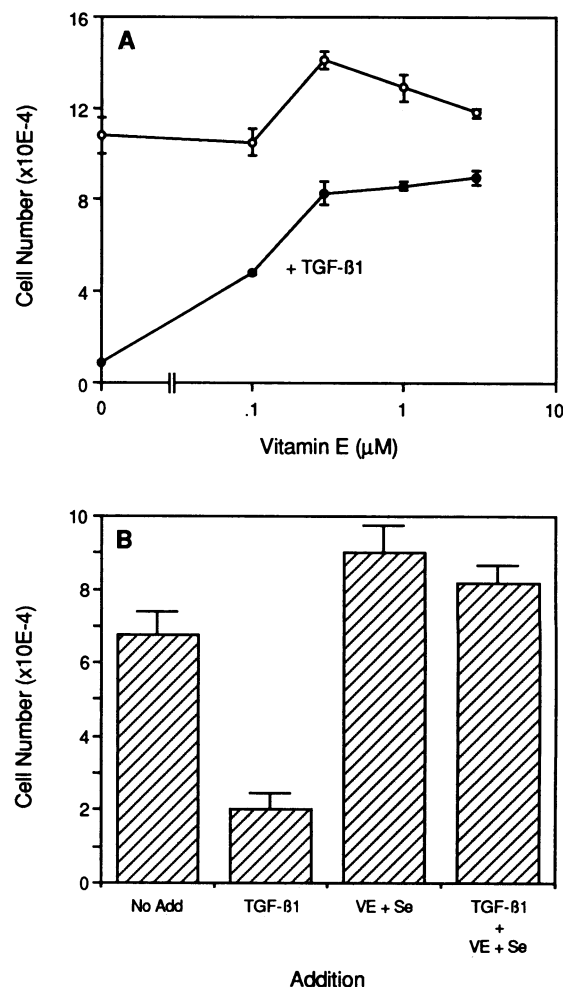 A
16
12
8
4
0
Cell Number (x10E-4)
+ TGF-ß1
0
.1
1
10
Vitamin E (µM)
B
10
8
6
4
2
0
Cell Number (x10E-4)
No Add
TGF-ß1
VE + Se
TGF-ß1
+
VE + Se
Addition